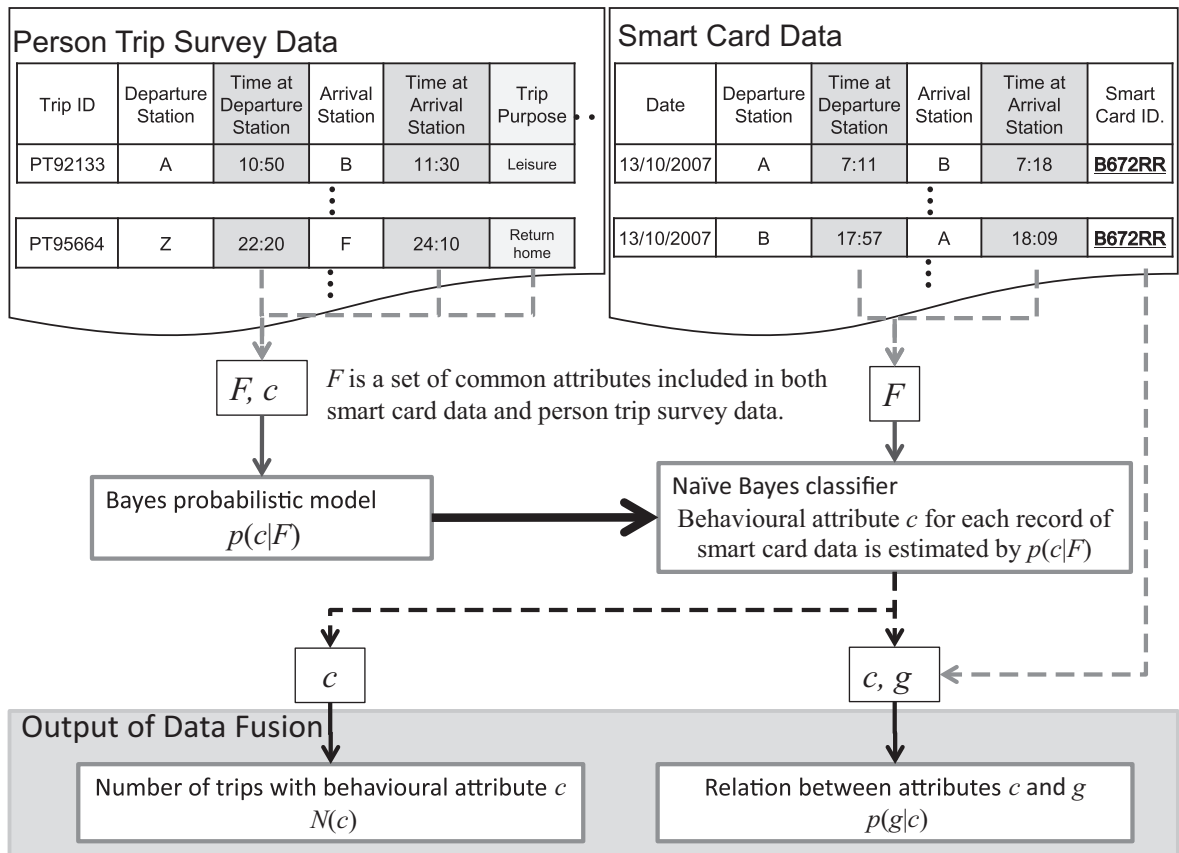 Person Trip Survey Data
Trip ID
Departure
Station
Time at
Departure
Station
Arrival
Station
Time at
Arrival
Station
Trip
Purpose
PT92133
A
10:50
B
11:30
Leisure
PT95664
Z
22:20
F
24:10
Return
home
Smart Card Data
Date
Departure
Station
Time at
Departure
Station
Arrival
Station
Time at
Arrival
Station
Smart
Card ID.
13/10/2007
A
7:11
B
7:18
B672RR
13/10/2007
B
17:57
A
18:09
B672RR
F, c
F is a set of common attributes included in both
smart card data and person trip survey data.
F
Bayes probabilistic model
p(c|F)
Naïve Bayes classifier
Behavioural attribute c for each record of
smart card data is estimated by p(c|F)
c
c, g
Output of Data Fusion
Number of trips with behavioural attribute c
N(c)
Relation between attributes c and g
p(g|c)